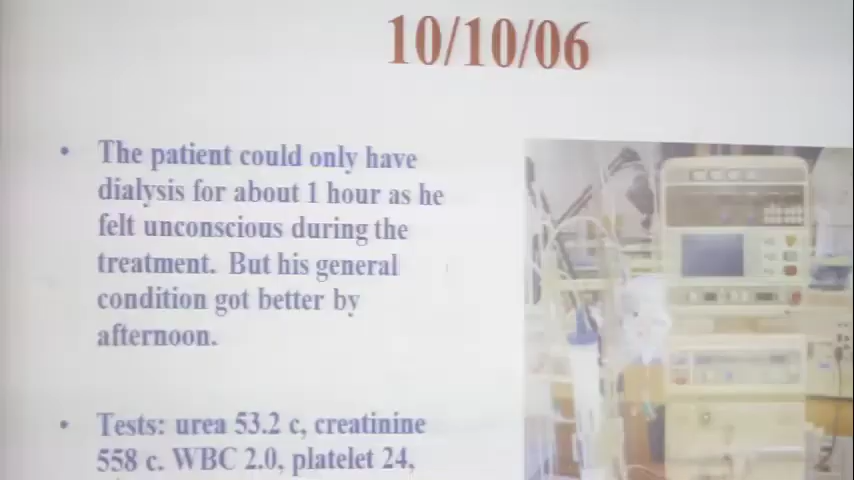 10/10/06
• The patient could only have
dialysis for about 1 hour as he
felt unconscious during the
treatment. But his general
condition got better by
afternoon.
• Tests: urea 53.2 c, creatinine
558 c. WBC 2.0, platelet 24,